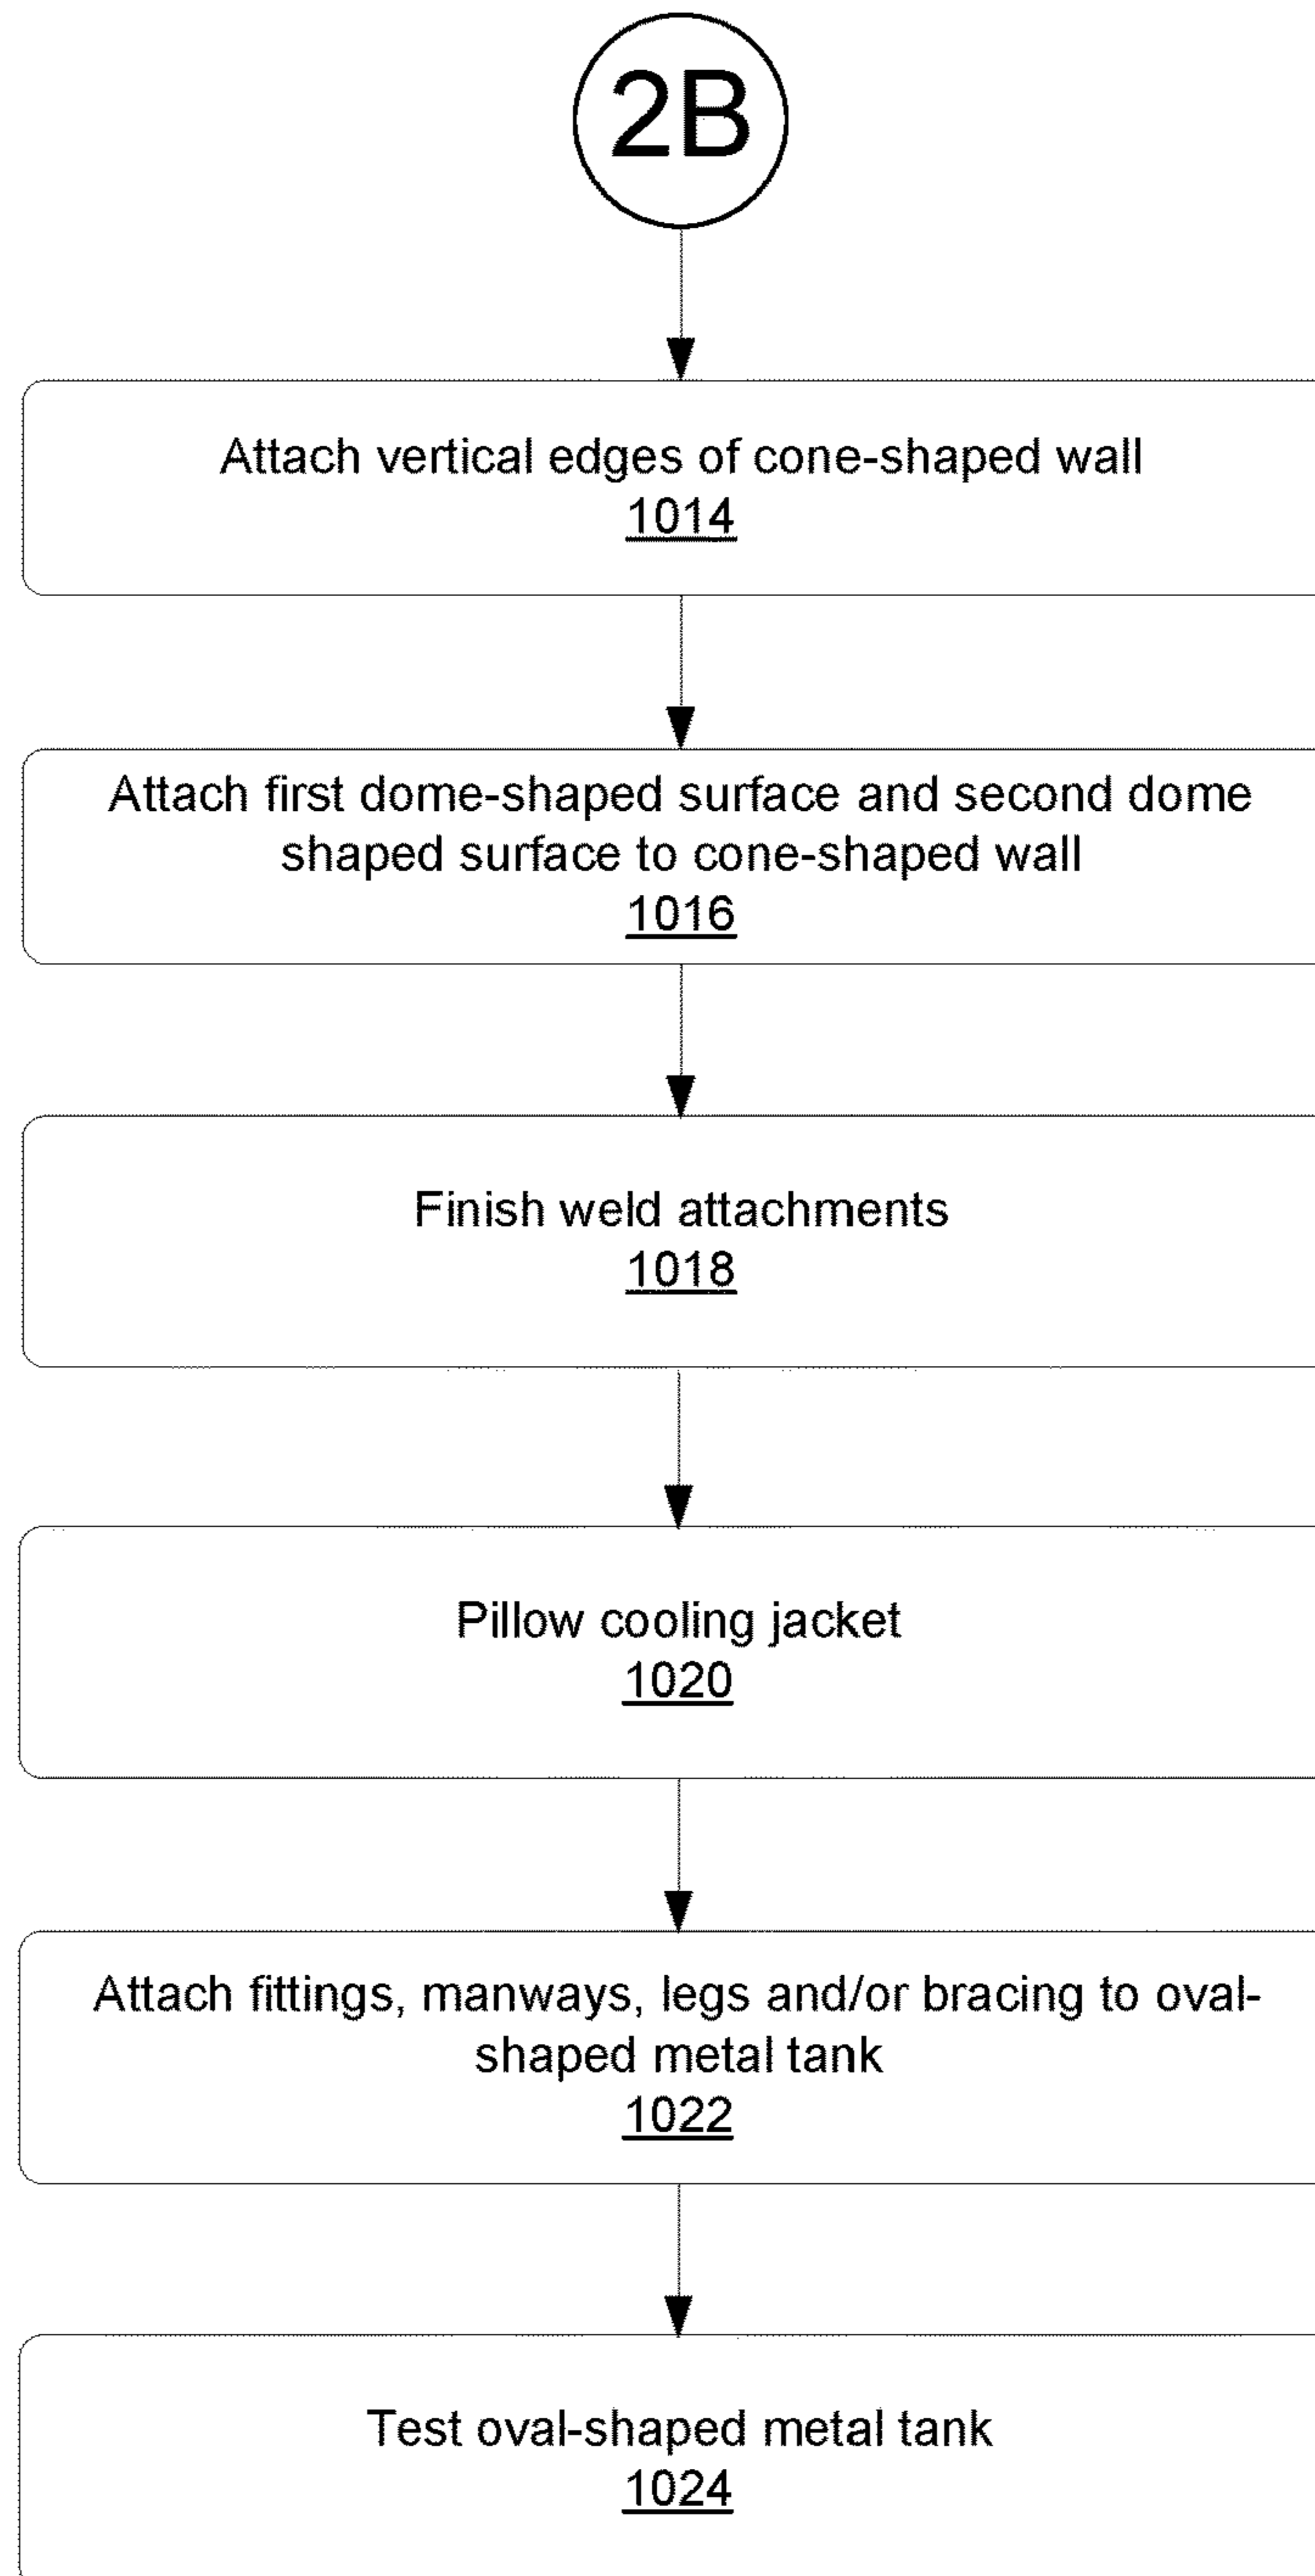 2B
Attach vertical edges of cone-shaped wall
1014
Attach first dome-shaped surface and second dome
shaped surface to cone-shaped wall
1016
Finish weld attachments
1018
Pillow cooling jacket
1020
Attach fittings, manways, legs and/or bracing to oval-
shaped metal tank
1022
Test oval-shaped metal tank
1024